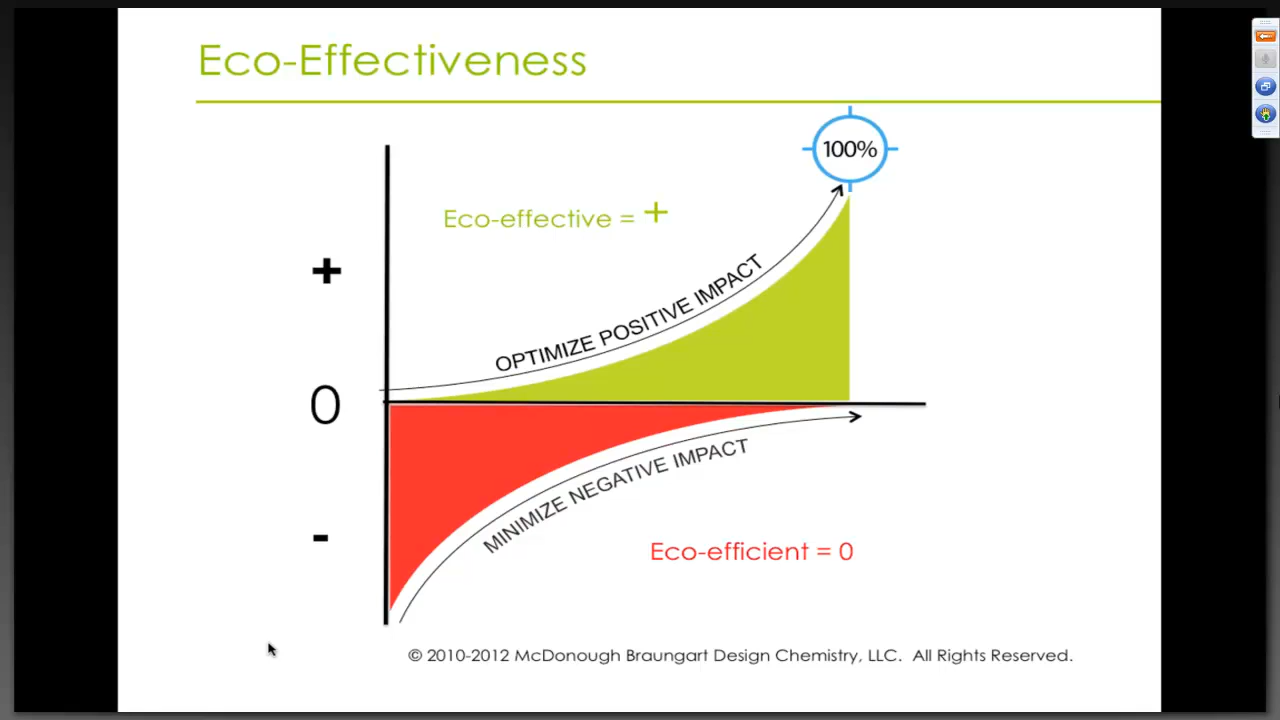 Eco-Effectiveness
100%
Eco-effective = +
+
OPTIMIZE POSITIVE IMPACT
0
MINIMIZE NEGATIVE IMPACT
-
Eco-efficient = 0
© 2010-2012 McDonough Braungart Design Chemistry, LLC. All Rights Reserved.